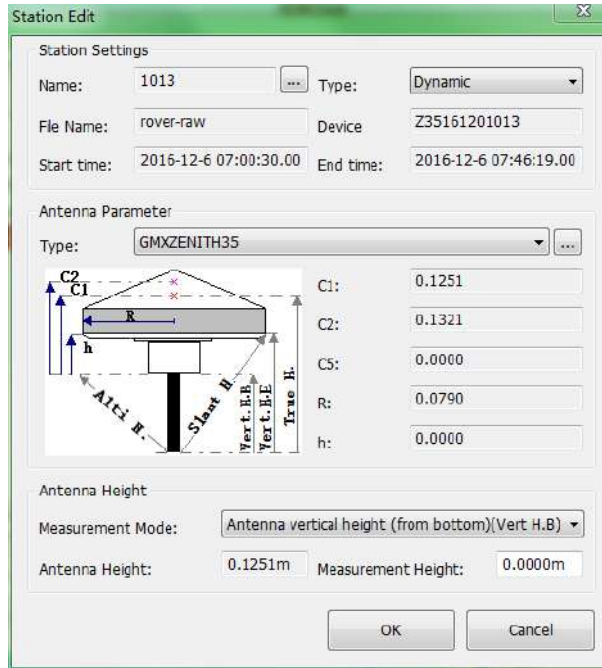 Station Edit
Station Settings
Name: 1013 ... Type: Dynamic
File Name: rover-raw Device Z35161201013
Start time: 2016-12-6 07:00:30.00 End time: 2016-12-6 07:46:19.00
Antenna Parameter
Type: GMXZENITH35 ...
C2
C1
R
h
Alti H.
Slant H.
Vert.H-B
Vert.H-E
True H.
C1: 0.1251
C2: 0.1321
C5: 0.0000
R: 0.0790
h: 0.0000
Antenna Height
Measurement Mode: Antenna vertical height (from bottom)(Vert H.B)
Antenna Height: 0.1251m Measurement Height: 0.0000m
OK Cancel